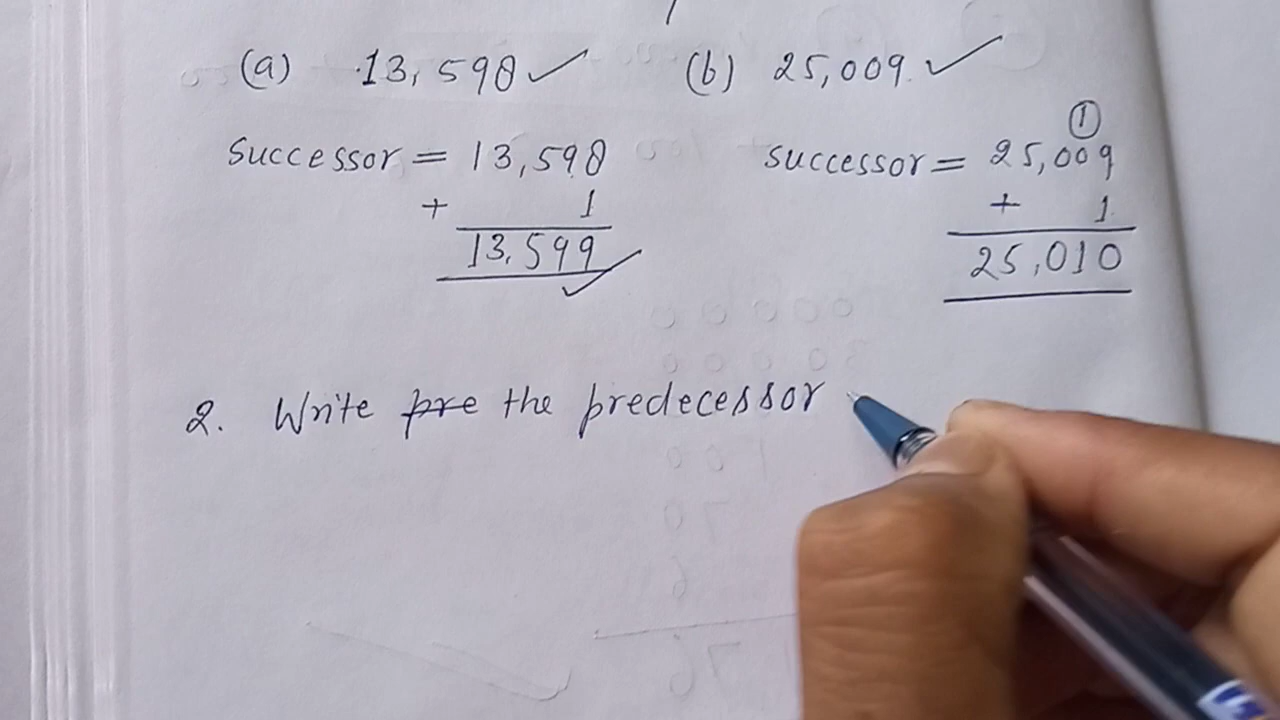 (a) 13,598 ✓ (b) 25,009 ✓
①
Successor = 13,598 successor = 25,009
+ 1 + 1
13,599 ✓ 25,010
2. Write pre the predecessor